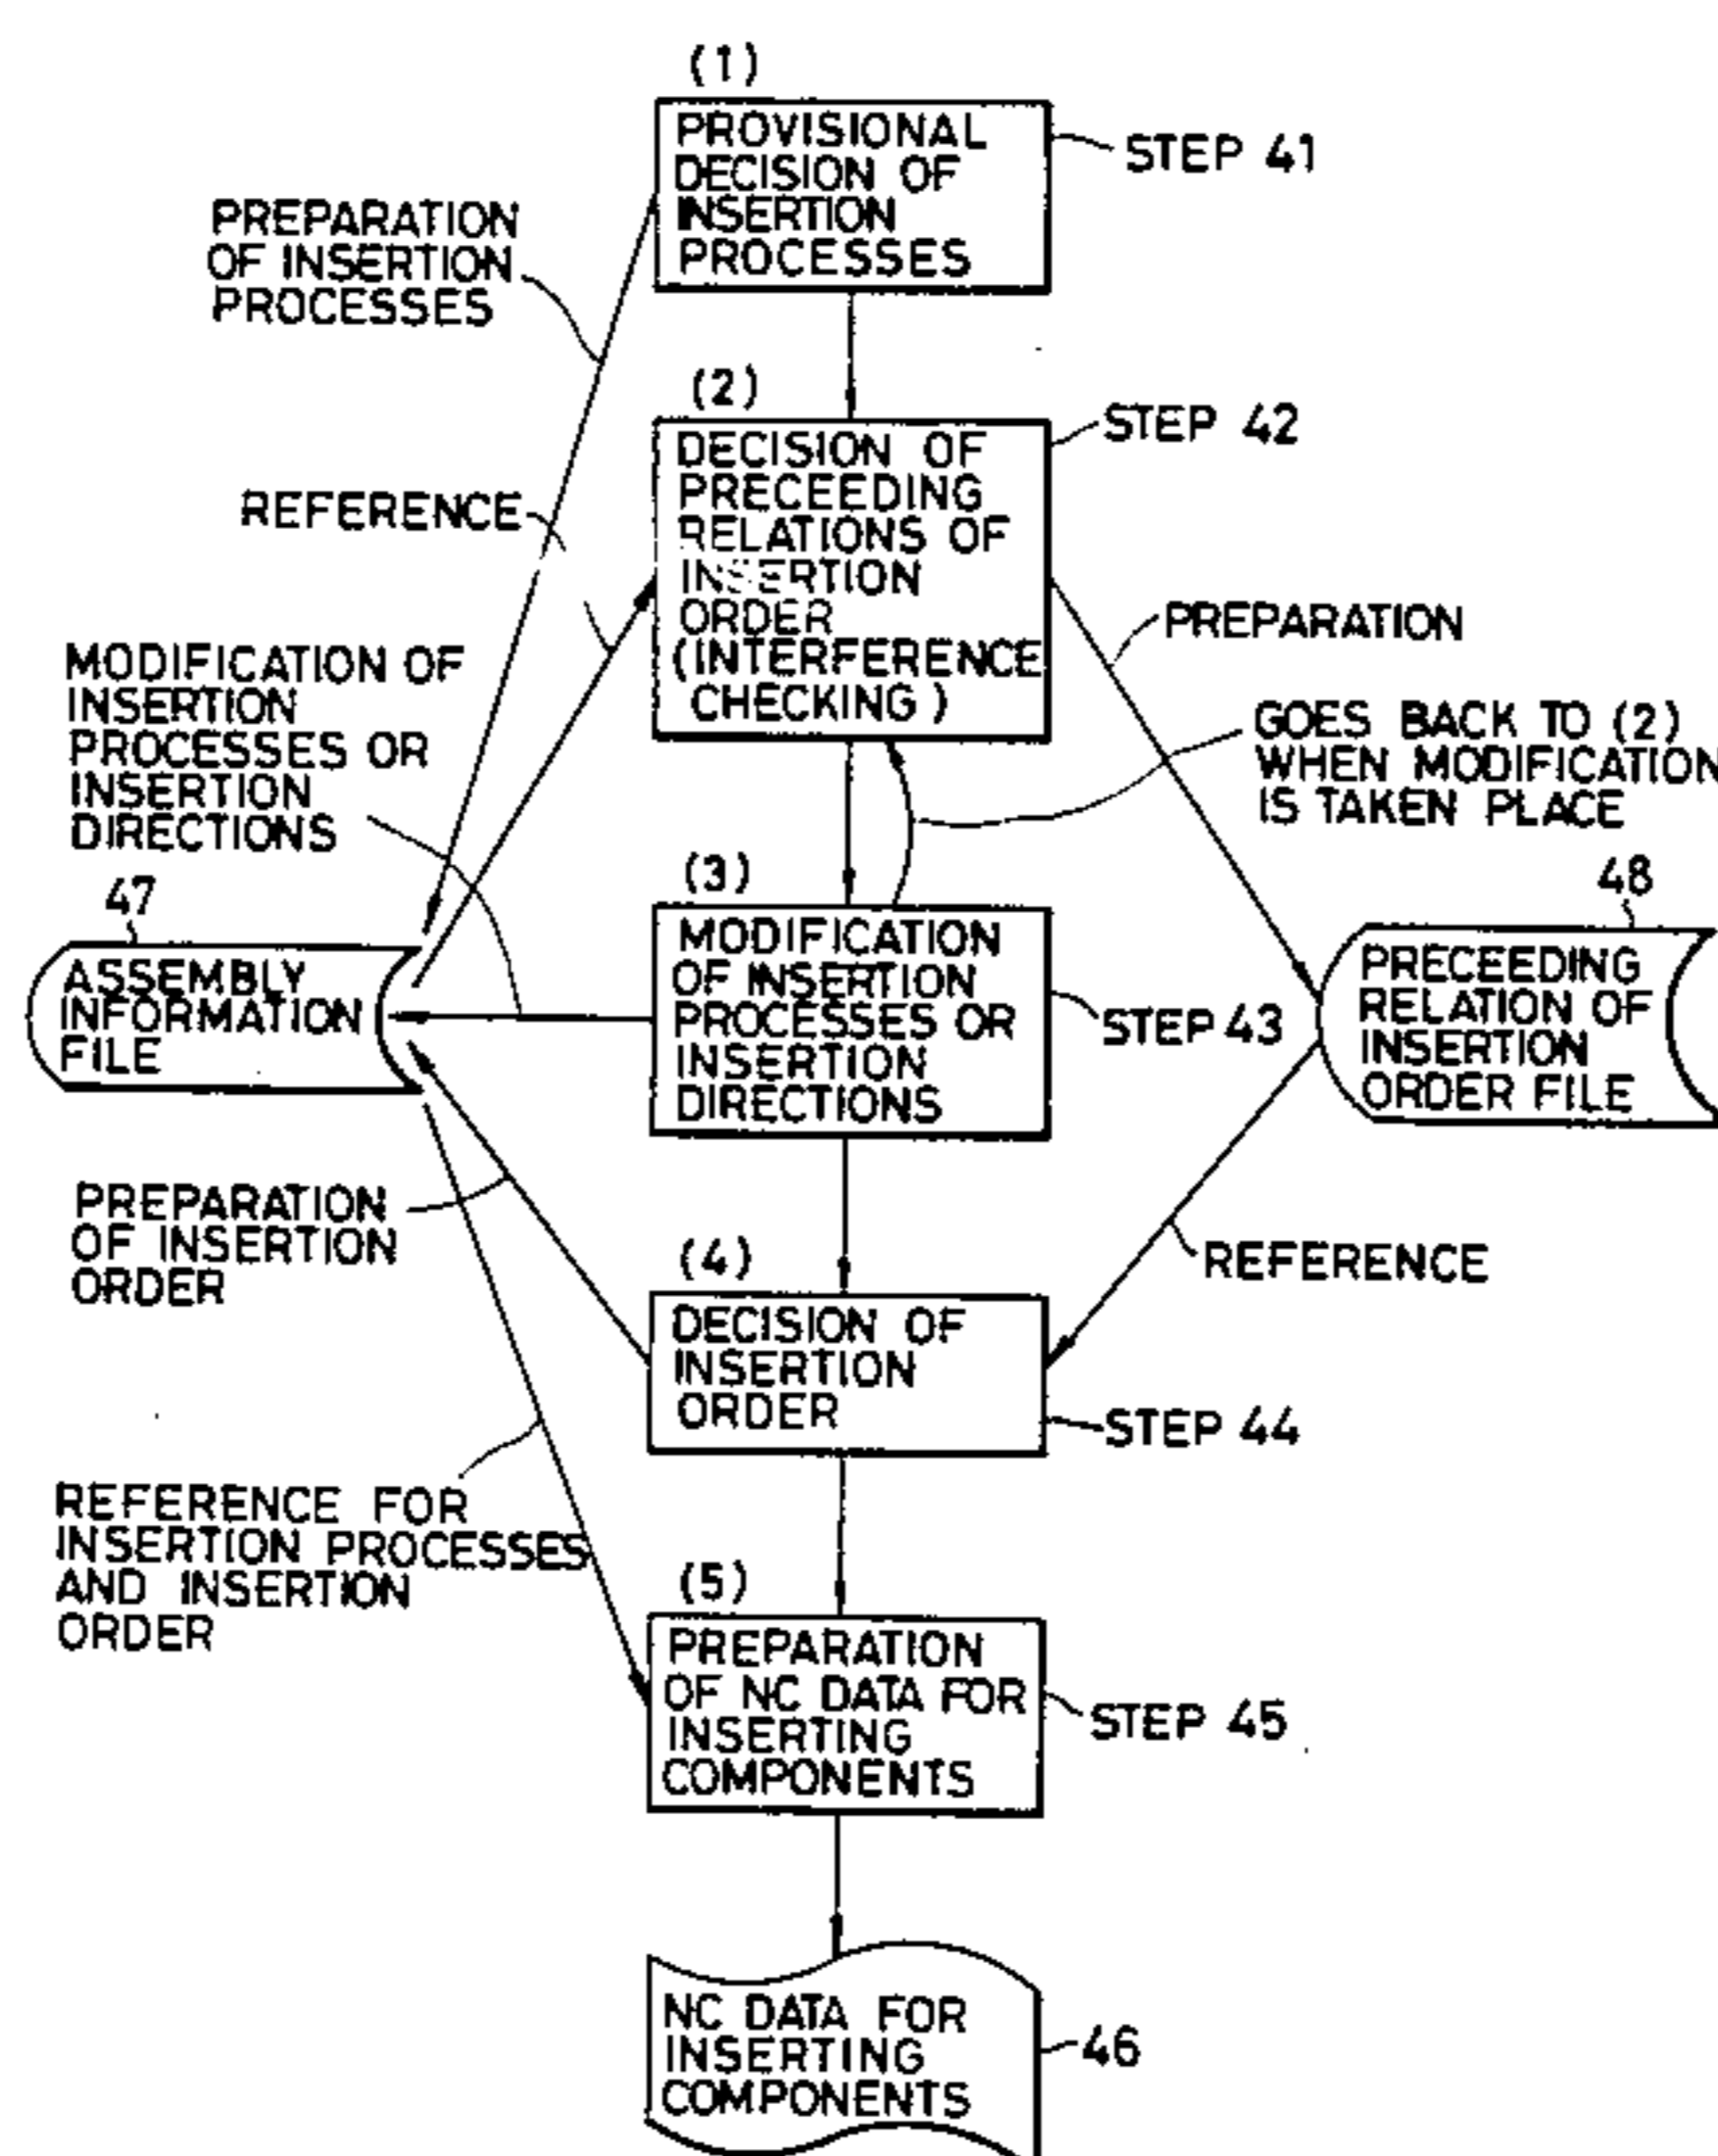 (1)
PROVISIONAL
DECISION OF
INSERTION
PROCESSES
STEP 41
PREPARATION
OF INSERTION
PROCESSES
(2)
DECISION OF
PRECEEDING
RELATIONS OF
INSERTION
ORDER
(INTERFERENCE
CHECKING)
STEP 42
REFERENCE
PREPARATION
MODIFICATION OF
INSERTION
PROCESSES OR
INSERTION
DIRECTIONS
GOES BACK TO (2)
WHEN MODIFICATION
IS TAKEN PLACE
47
ASSEMBLY
INFORMATION
FILE
(3)
MODIFICATION
OF INSERTION
PROCESSES OR
INSERTION
DIRECTIONS
STEP 43
48
PRECEEDING
RELATION OF
INSERTION
ORDER FILE
PREPARATION
OF INSERTION
ORDER
REFERENCE
(4)
DECISION OF
INSERTION
ORDER
STEP 44
REFERENCE FOR
INSERTION PROCESSES
AND INSERTION
ORDER
(5)
PREPARATION
OF NC DATA FOR
INSERTING
COMPONENTS
STEP 45
NC DATA FOR
INSERTING
COMPONENTS
46